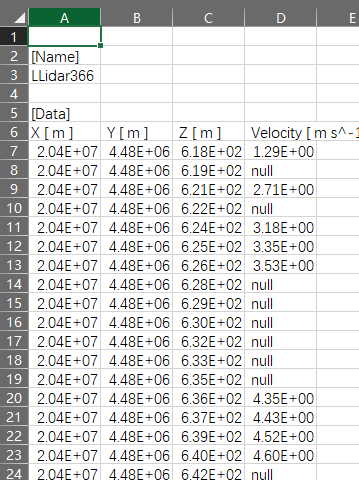 A B C D E
1
2 [Name]
3 LLidar366
4
5 [Data]
6 X [ m ] Y [ m ] Z [ m ] Velocity [ m s^-1
7 2.04E+07 4.48E+06 6.18E+02 1.29E+00
8 2.04E+07 4.48E+06 6.19E+02 null
9 2.04E+07 4.48E+06 6.21E+02 2.71E+00
10 2.04E+07 4.48E+06 6.22E+02 null
11 2.04E+07 4.48E+06 6.24E+02 3.18E+00
12 2.04E+07 4.48E+06 6.25E+02 3.35E+00
13 2.04E+07 4.48E+06 6.26E+02 3.53E+00
14 2.04E+07 4.48E+06 6.28E+02 null
15 2.04E+07 4.48E+06 6.29E+02 null
16 2.04E+07 4.48E+06 6.30E+02 null
17 2.04E+07 4.48E+06 6.32E+02 null
18 2.04E+07 4.48E+06 6.33E+02 null
19 2.04E+07 4.48E+06 6.35E+02 null
20 2.04E+07 4.48E+06 6.36E+02 4.35E+00
21 2.04E+07 4.48E+06 6.37E+02 4.43E+00
22 2.04E+07 4.48E+06 6.39E+02 4.52E+00
23 2.04E+07 4.48E+06 6.40E+02 4.60E+00
24 2.04E+07 4.48E+06 6.42E+02 null